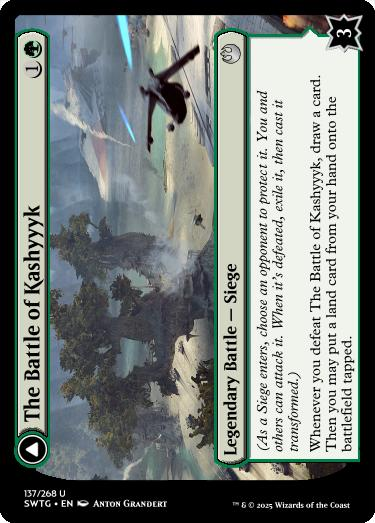 The Battle of Kashyyyk
1
Legendary Battle — Siege
(As a Siege enters, choose an opponent to protect it. You and
others can attack it. When it's defeated, exile it, then cast it
transformed.)
Whenever you defeat The Battle of Kashyyyk, draw a card.
Then you may put a land card from your hand onto the
battlefield tapped.
3
137/268 U
SWTG • EN Anton Grandert
™ & © 2025 Wizards of the Coast